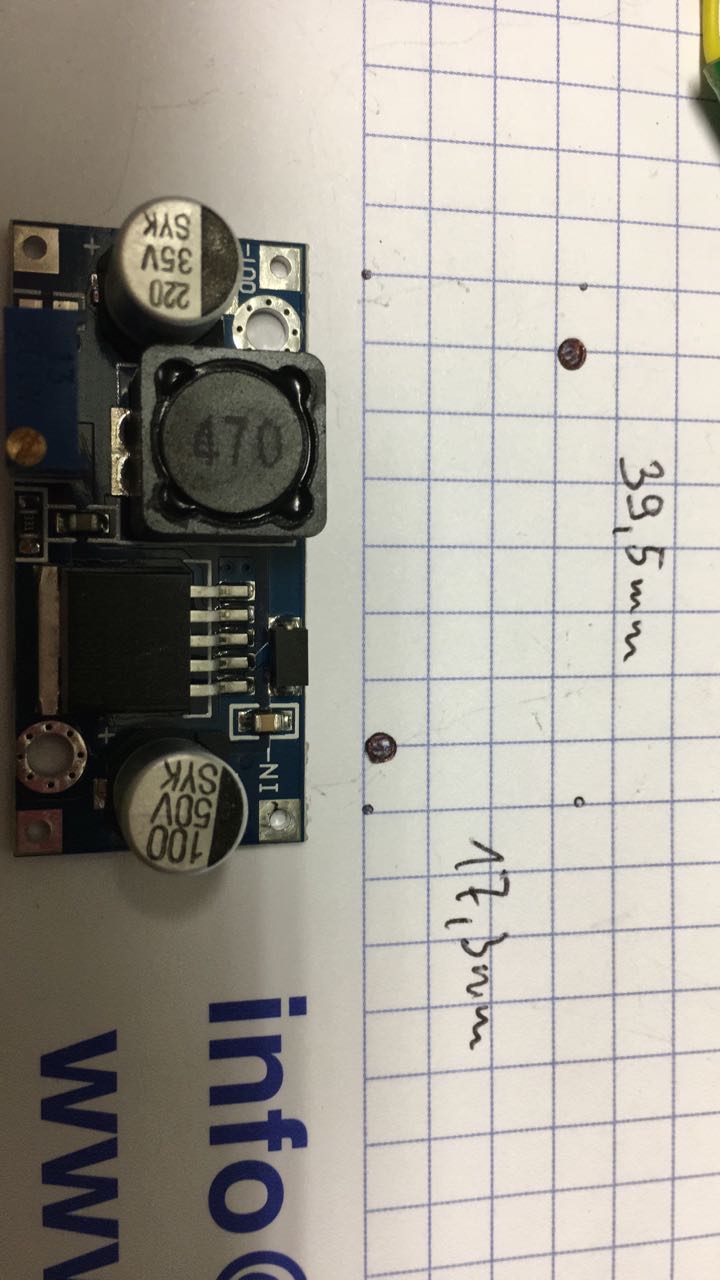 220
35V
SYK
+
OUT-
470
39,5mm
+
IN-
100
50V
SYK
17,3mm
info@
www